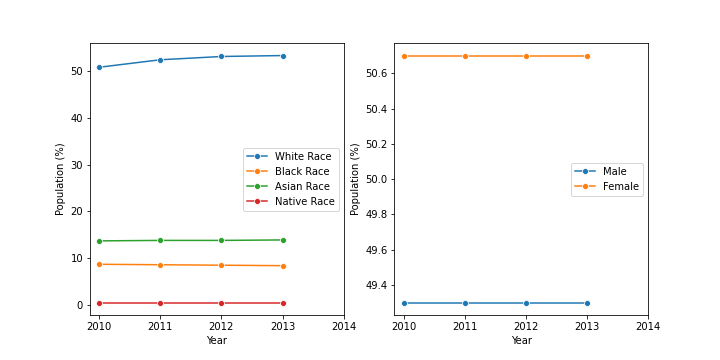 50
40
30
20
10
0
Population (%)
2010 2011 2012 2013 2014
Year
White Race
Black Race
Asian Race
Native Race
50.6
50.4
50.2
50.0
49.8
49.6
49.4
Population (%)
2010 2011 2012 2013 2014
Year
Male
Female